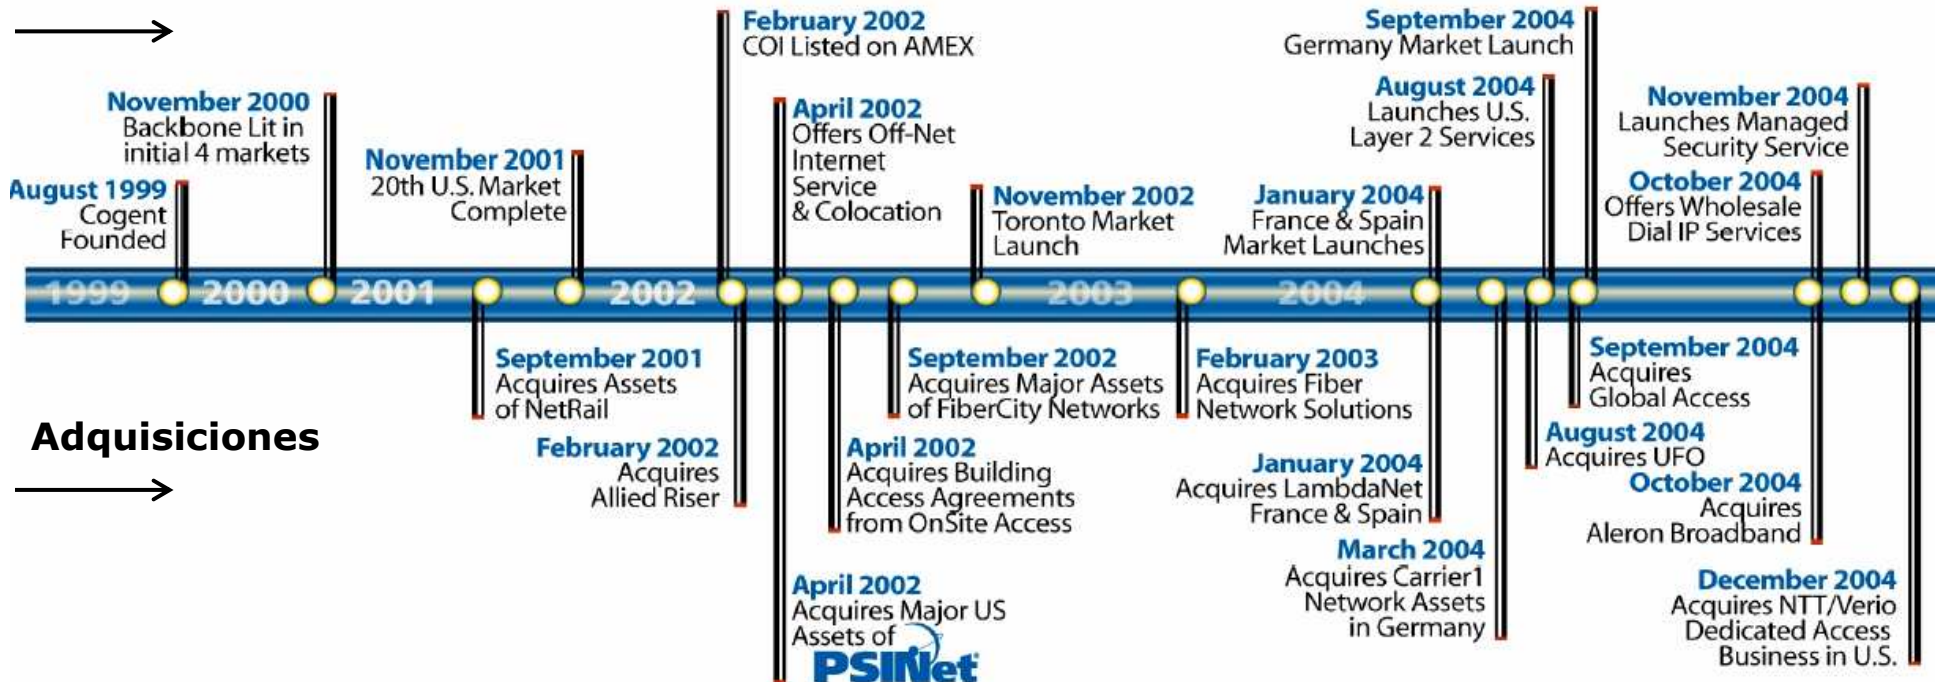 February 2002
COI Listed on AMEX
September 2004
Germany Market Launch
November 2000
Backbone Lit in
initial 4 markets
April 2002
Offers Off-Net
Internet
Service
& Colocation
August 2004
Launches U.S.
Layer 2 Services
November 2004
Launches Managed
Security Service
November 2001
20th U.S. Market
Complete
August 1999
Cogent
Founded
November 2002
Toronto Market
Launch
January 2004
France & Spain
Market Launches
October 2004
Offers Wholesale
Dial IP Services
1999 2000 2001 2002 2003 2004
September 2001
Acquires Assets
of NetRail
September 2002
Acquires Major Assets
of FiberCity Networks
February 2003
Acquires Fiber
Network Solutions
September 2004
Acquires
Global Access
Adquisiciones
February 2002
Acquires
Allied Riser
April 2002
Acquires Building
Access Agreements
from OnSite Access
January 2004
Acquires LambdaNet
France & Spain
August 2004
Acquires UFO
October 2004
Acquires
Aleron Broadband
March 2004
Acquires Carrier1
Network Assets
in Germany
April 2002
Acquires Major US
Assets of
PSINet
December 2004
Acquires NTT/Verio
Dedicated Access
Business in U.S.